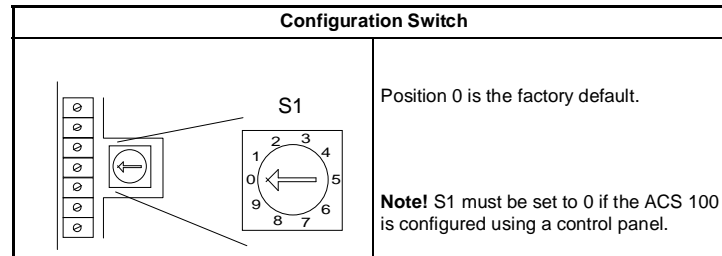 Configuration Switch
S1
0
1
2
3
4
5
6
7
8
9
Position 0 is the factory default.
Note! S1 must be set to 0 if the ACS 100
is configured using a control panel.